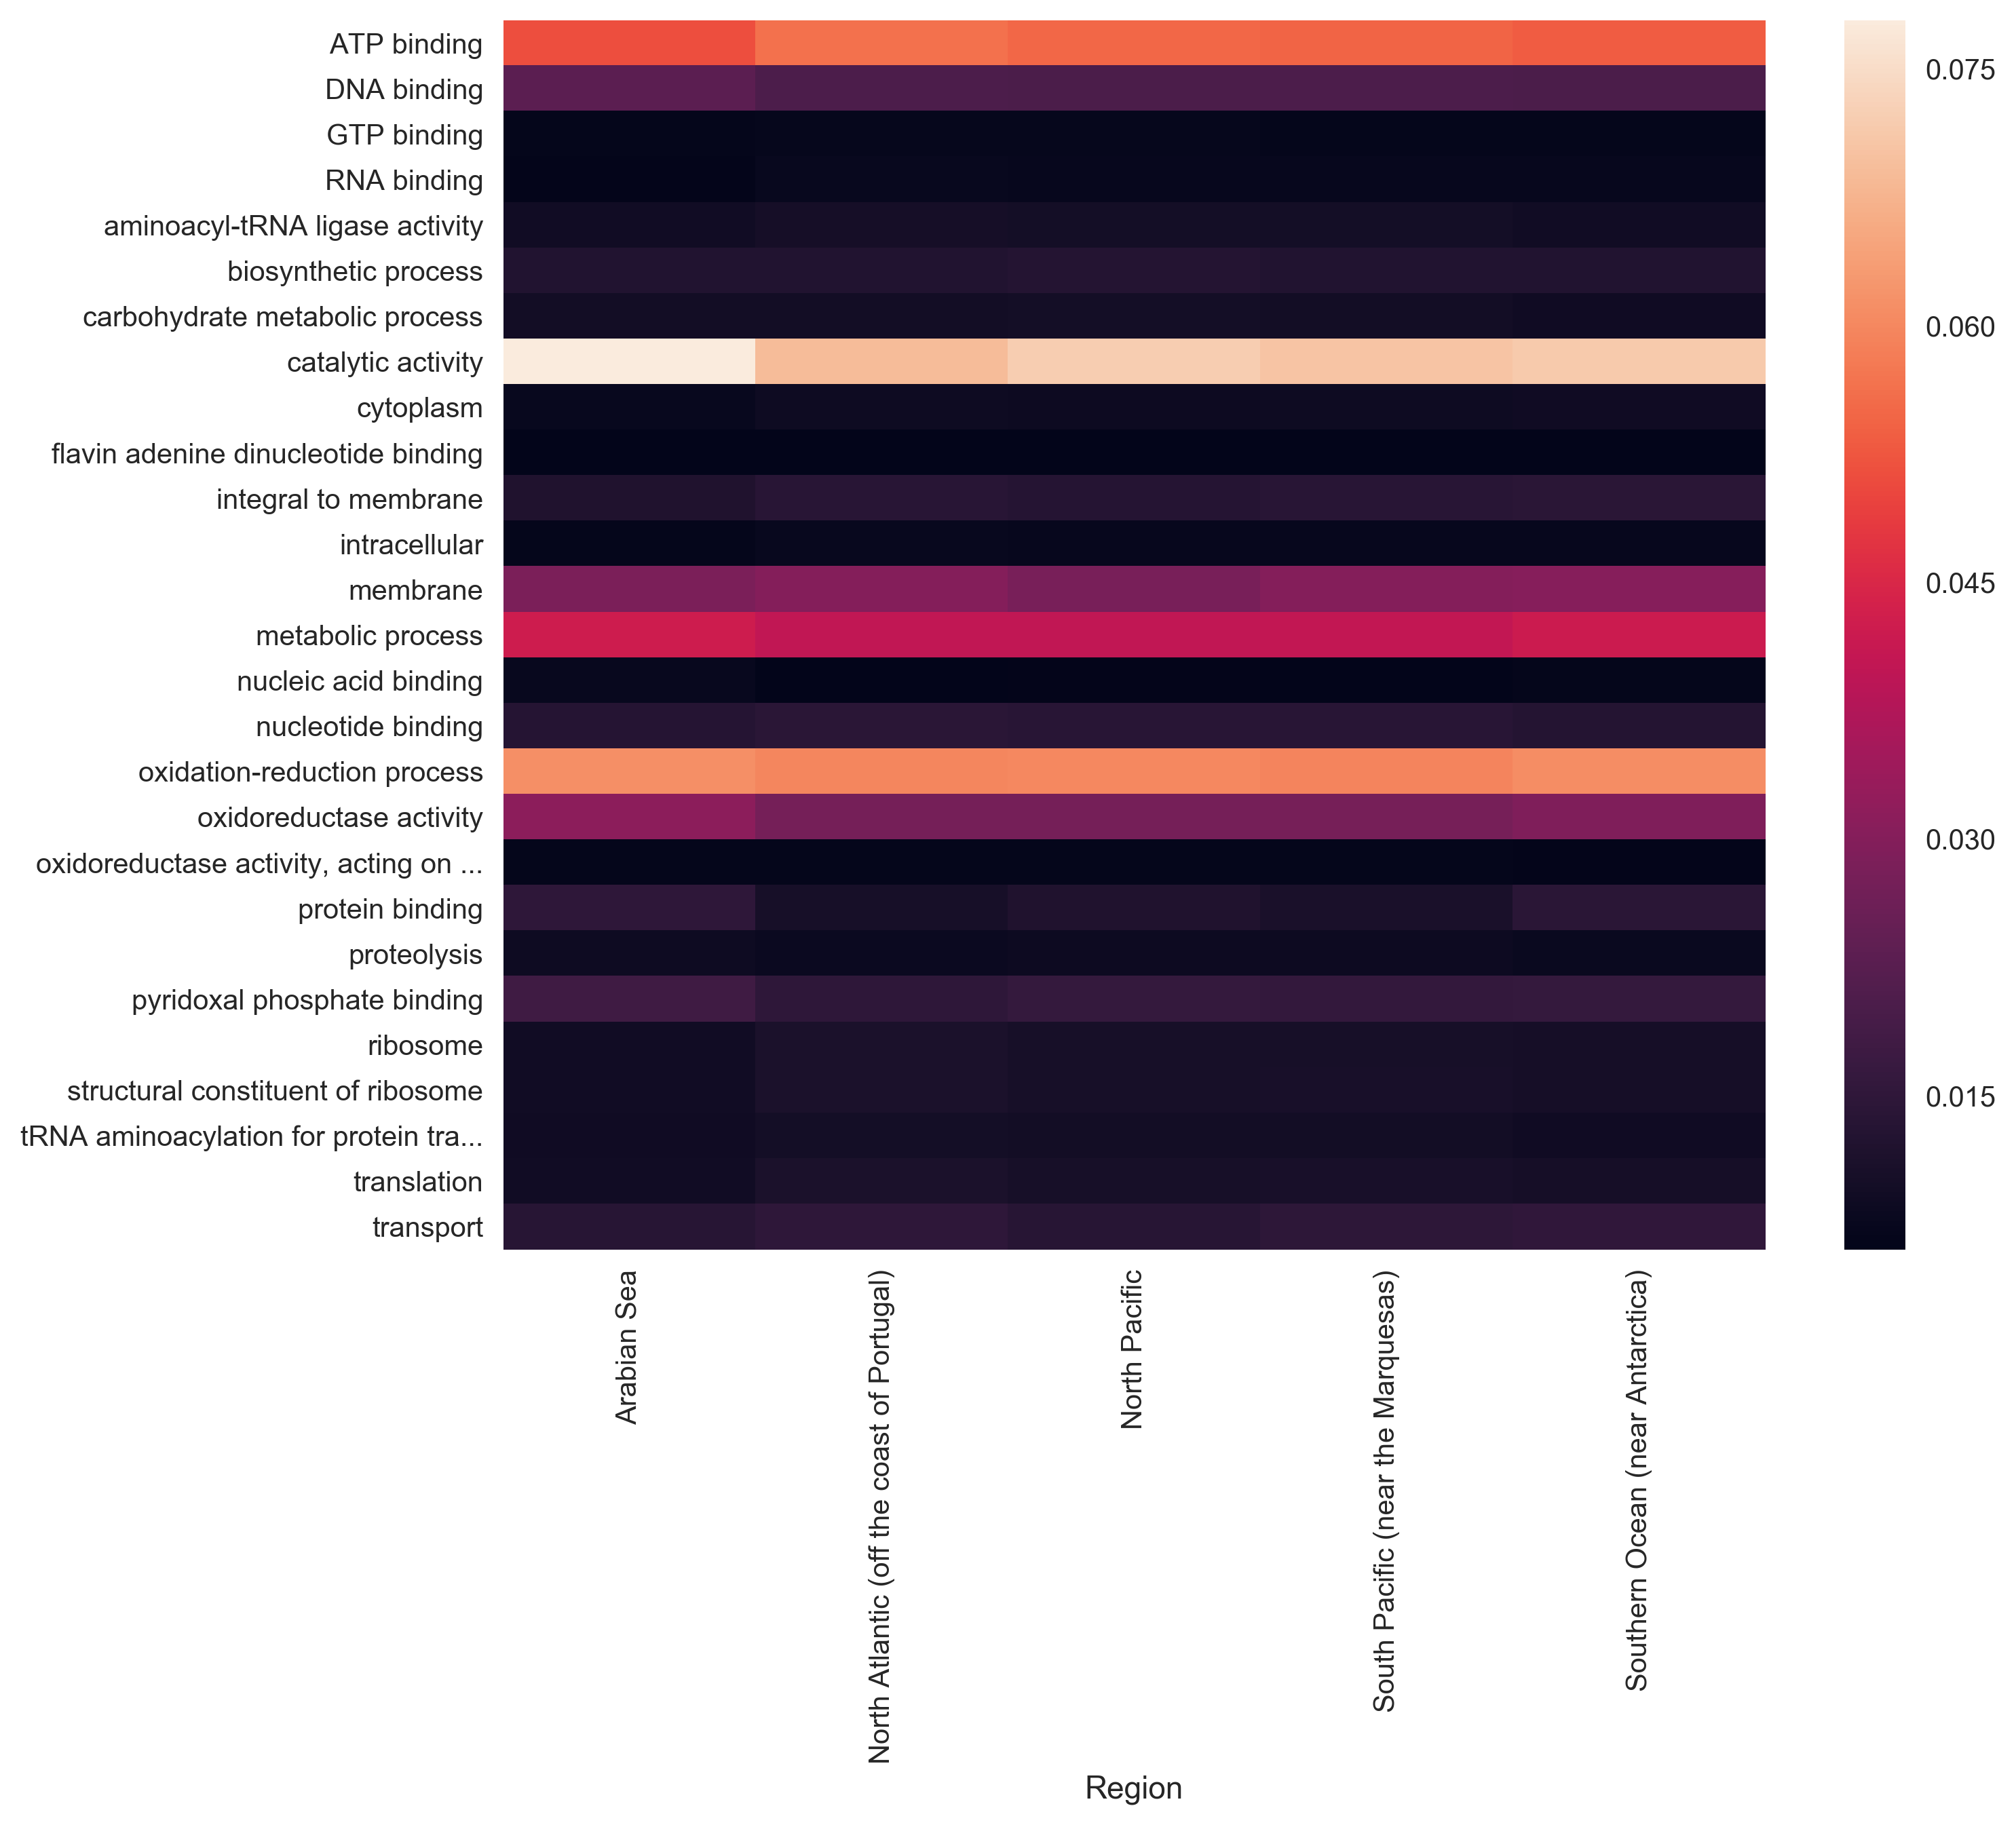 ATP binding
DNA binding
GTP binding
RNA binding
aminoacyl-tRNA ligase activity
biosynthetic process
carbohydrate metabolic process
catalytic activity
cytoplasm
flavin adenine dinucleotide binding
integral to membrane
intracellular
membrane
metabolic process
nucleic acid binding
nucleotide binding
oxidation-reduction process
oxidoreductase activity
oxidoreductase activity, acting on ...
protein binding
proteolysis
pyridoxal phosphate binding
ribosome
structural constituent of ribosome
tRNA aminoacylation for protein tra...
translation
transport
0.075
0.060
0.045
0.030
0.015
Arabian Sea
North Atlantic (off the coast of Portugal)
North Pacific
South Pacific (near the Marquesas)
Southern Ocean (near Antarctica)
Region